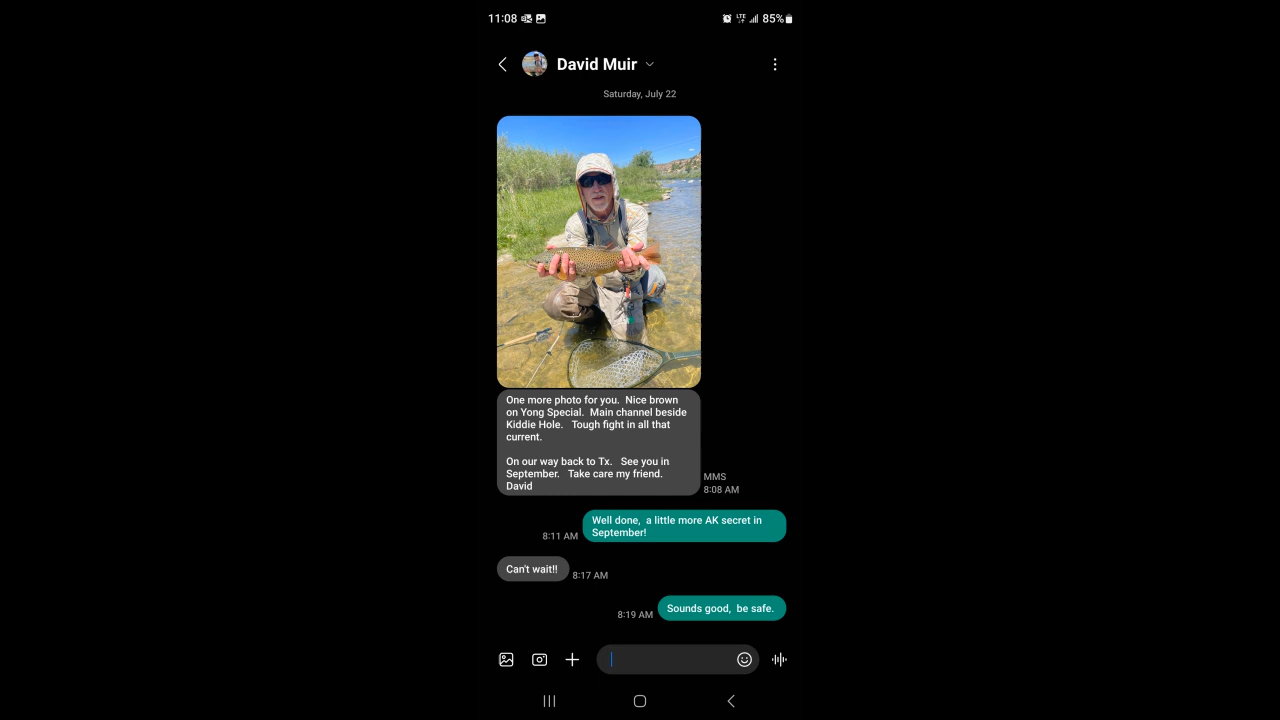 11:08
LTE
85%
David Muir
Saturday, July 22
One more photo for you. Nice brown
on Yong Special. Main channel beside
Kiddie Hole. Tough fight in all that
current.
On our way back to Tx. See you in
September. Take care my friend.
David
MMS
8:08 AM
Well done, a little more AK secret in
September!
8:11 AM
Can't wait!!
8:17 AM
Sounds good, be safe.
8:19 AM